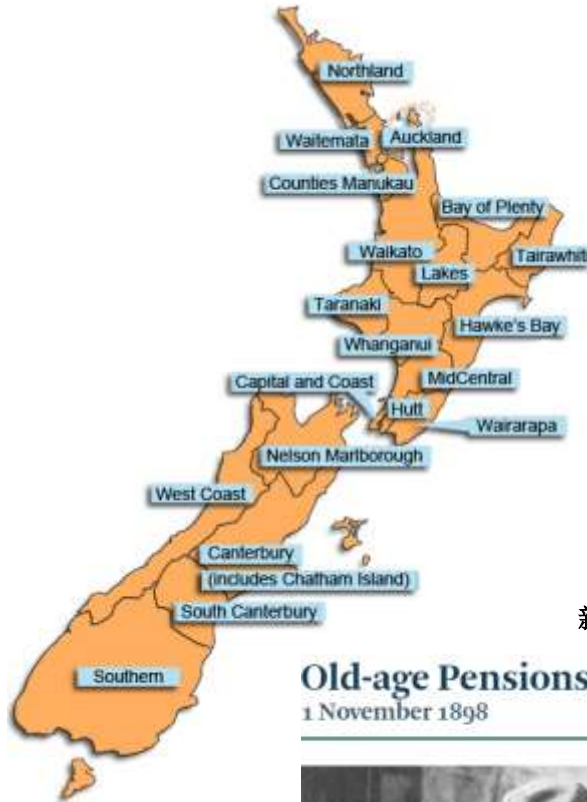 Northland
Waitemata
Auckland
Counties Manukau
Bay of Plenty
Waikato
Lakes
Taranaki
Hawke's Bay
Whanganui
MidCentral
Capital and Coast
Hutt
Wairarapa
Nelson Marlborough
West Coast
Canterbury
(includes Chatham Island)
South Canterbury
Southern
Old-age Pensions
1 November 1898